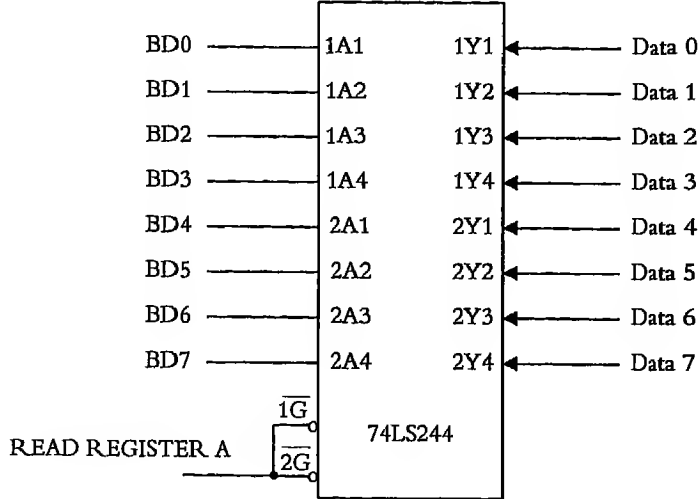 BD0 1A1 1Y1 Data 0
BD1 1A2 1Y2 Data 1
BD2 1A3 1Y3 Data 2
BD3 1A4 1Y4 Data 3
BD4 2A1 2Y1 Data 4
BD5 2A2 2Y2 Data 5
BD6 2A3 2Y3 Data 6
BD7 2A4 2Y4 Data 7
1G
74LS244
READ REGISTER A 2G